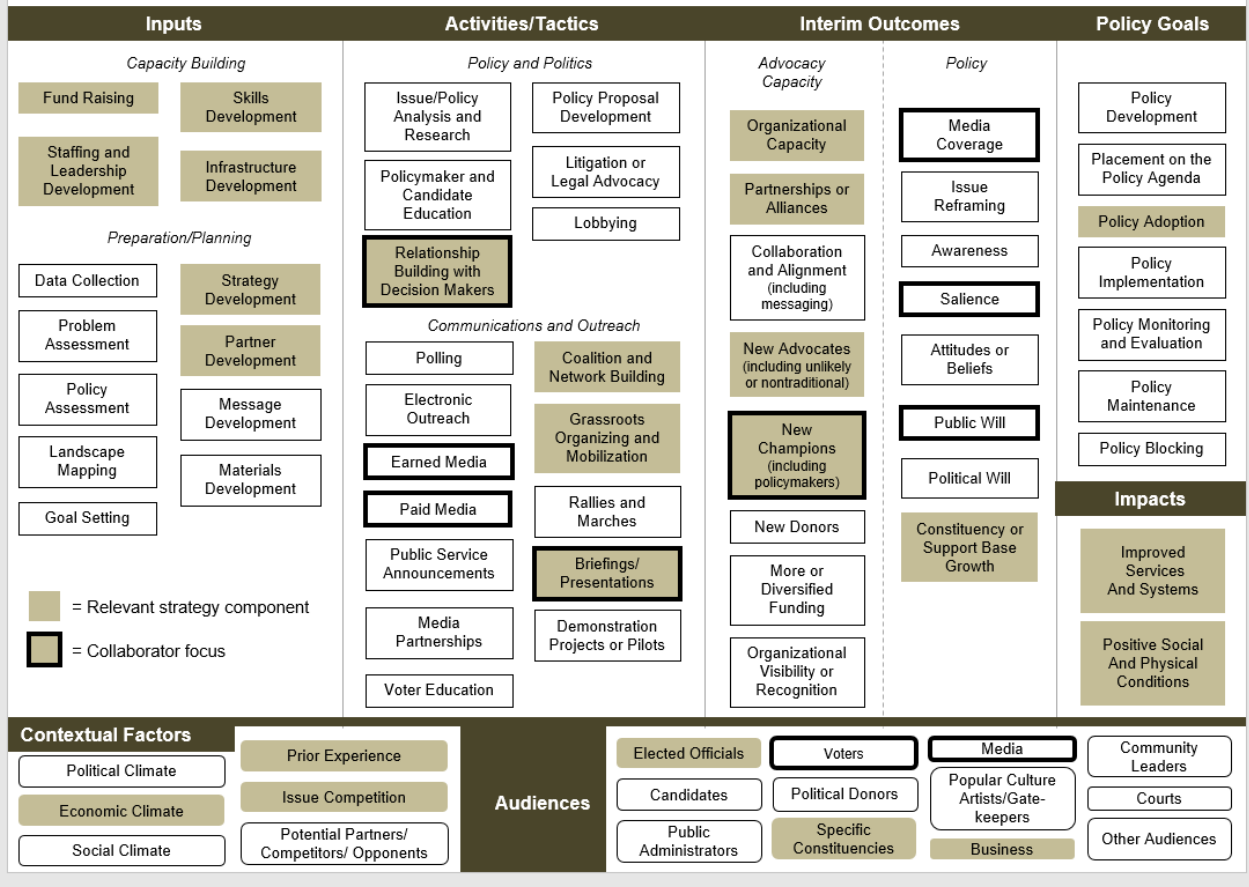 Inputs
Activities/Tactics
Interim Outcomes
Policy Goals
Capacity Building
Fund Raising
Skills
Development
Staffing and
Leadership
Development
Infrastructure
Development
Preparation/Planning
Data Collection
Strategy
Development
Problem
Assessment
Partner
Development
Policy
Assessment
Message
Development
Landscape
Mapping
Materials
Development
Goal Setting
= Relevant strategy component
= Collaborator focus
Policy and Politics
Issue/Policy
Analysis and
Research
Policy Proposal
Development
Policymaker and
Candidate
Education
Litigation or
Legal Advocacy
Lobbying
Relationship
Building with
Decision Makers
Communications and Outreach
Polling
Coalition and
Network Building
Electronic
Outreach
Grassroots
Organizing and
Mobilization
Earned Media
Paid Media
Rallies and
Marches
Public Service
Announcements
Briefings/
Presentations
Media
Partnerships
Demonstration
Projects or Pilots
Voter Education
Advocacy
Capacity
Organizational
Capacity
Partnerships or
Alliances
Collaboration
and Alignment
(including
messaging)
New Advocates
(including unlikely
or nontraditional)
New
Champions
(including
policymakers)
New Donors
More or
Diversified
Funding
Organizational
Visibility or
Recognition
Policy
Media
Coverage
Issue
Reframing
Awareness
Salience
Attitudes or
Beliefs
Public Will
Political Will
Constituency or
Support Base
Growth
Policy
Development
Placement on the
Policy Agenda
Policy Adoption
Policy
Implementation
Policy Monitoring
and Evaluation
Policy
Maintenance
Policy Blocking
Impacts
Improved
Services
And Systems
Positive Social
And Physical
Conditions
Contextual Factors
Political Climate
Economic Climate
Social Climate
Prior Experience
Issue Competition
Potential Partners/
Competitors/ Opponents
Audiences
Elected Officials
Candidates
Public
Administrators
Voters
Political Donors
Specific
Constituencies
Media
Popular Culture
Artists/Gate-
keepers
Business
Community
Leaders
Courts
Other Audiences